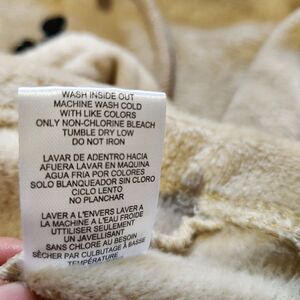 WASH INSIDE OUT
MACHINE WASH COLD
WITH LIKE COLORS
ONLY NON-CHLORINE BLEACH
TUMBLE DRY LOW
DO NOT IRON
LAVAR DE ADENTRO HACIA
AFUERA LAVAR EN MAQUINA
AGUA FRIA POR COLORES
SOLO BLANQUEADOR SIN CLORO
CICLO LENTO
NO PLANCHAR
LAVER A L'ENVERS LAVER A
LA MACHINE A L'EAU FROIDE
UTTILISER SEULEMENT
UN JAVELLISANT
SANS CHLORE AU BESOIN
SÈCHER PAR CULBUTAGE À BASSE
TEMPÉRATURE